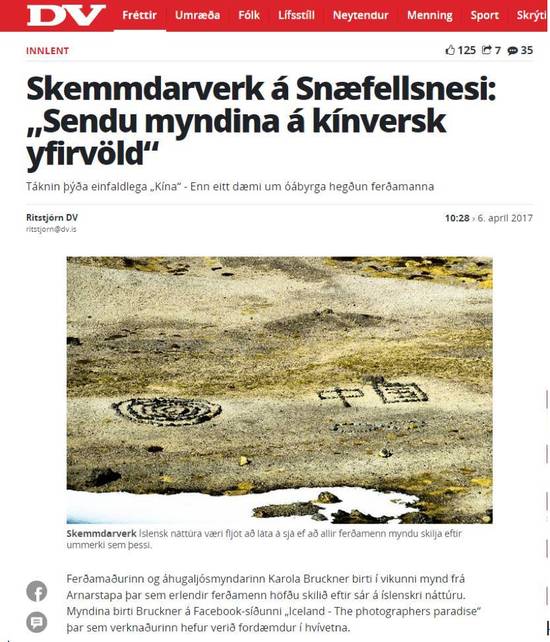 DV Fréttir Umræða Fólk Lífsstíll Neytendur Menning Sport Skrýti
INNLENT 125 7 35
Skemmdarverk á Snæfellsnesi:
„Sendu myndina á kínversk
yfirvöld“
Táknin þýða einfaldlega „Kína“ - Enn eitt dæmi um óábyrga hegðun ferðamanna
Ritstjórn DV 10:28 › 6. apríl 2017
ritstjorn@dv.is
中国
Skemmdarverk Íslensk náttúra væri fljót að láta á sjá ef að allir ferðamenn myndu skilja eftir
ummerki sem þessi.
Ferðamaðurinn og áhugaljósmyndarinn Karola Bruckner birti í vikunni mynd frá
Arnarstapa þar sem erlendir ferðamenn höfðu skilið eftir sár á íslenskri náttúru.
Myndina birti Bruckner á Facebook-síðunni „Iceland - The photographers paradise“
þar sem verknaðurinn hefur verið fordæmdur í hvívetna.